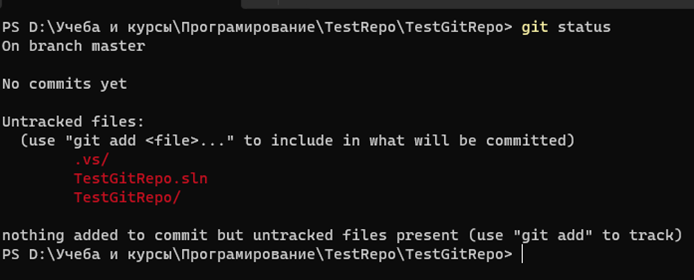 PS D:\Учеба и курсы\Програмирование\TestRepo\TestGitRepo> git status
On branch master
No commits yet
Untracked files:
(use "git add <file>..." to include in what will be committed)
.vs/
TestGitRepo.sln
TestGitRepo/
nothing added to commit but untracked files present (use "git add" to track)
PS D:\Учеба и курсы\Програмирование\TestRepo\TestGitRepo>